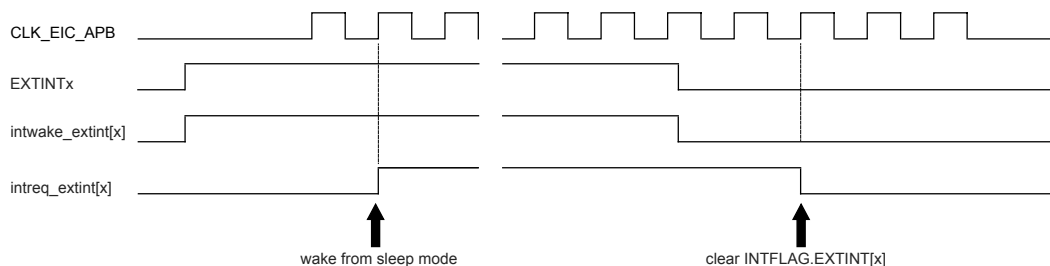 CLK_EIC_APB
EXTINTx
intwake_extint[x]
intreq_extint[x]
wake from sleep mode
clear INTFLAG.EXTINT[x]